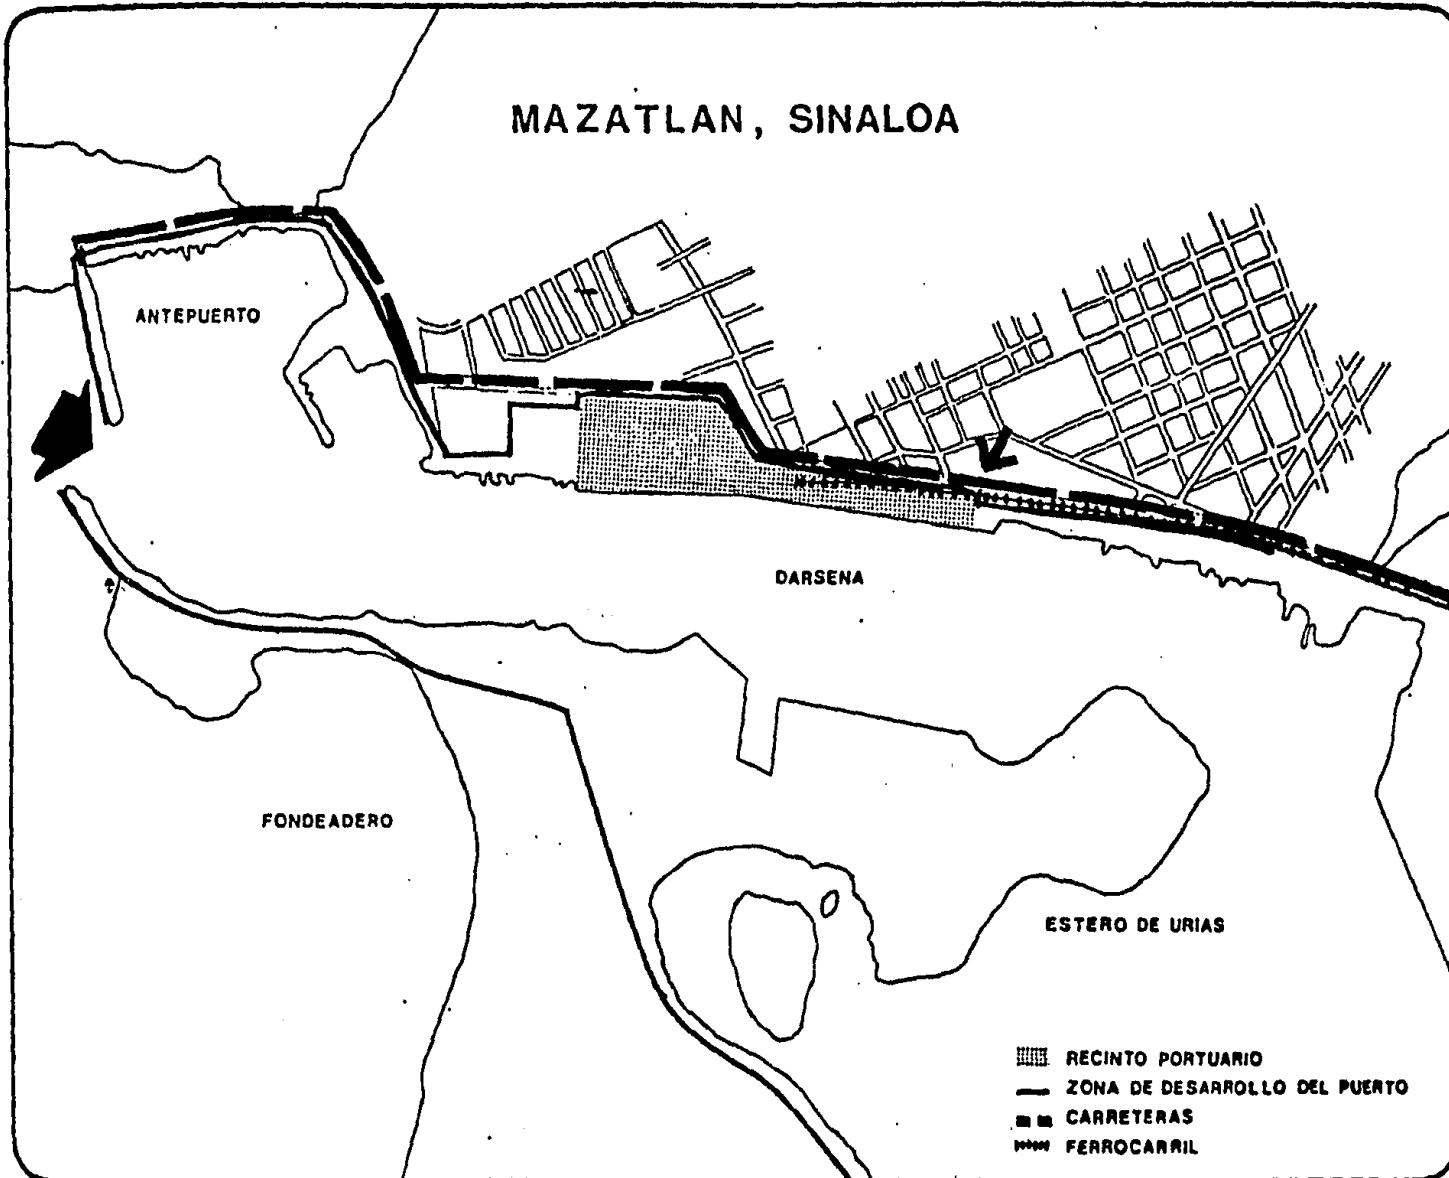 MAZATLAN, SINALOA
ANTEPUERTO
DARSENA
FONDEADERO
ESTERO DE URIAS
RECINTO PORTUARIO
ZONA DE DESARROLLO DEL PUERTO
CARRETERAS
FERROCARRIL